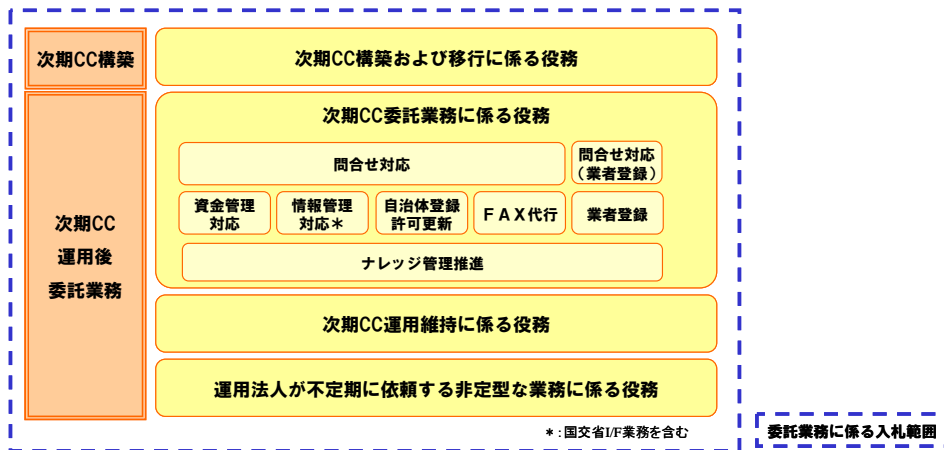 次期CC構築
次期CC構築および移行に係る役務
次期CC
運用後
委託業務
次期CC委託業務に係る役務
問合せ対応
問合せ対応
(業者登録)
資金管理
対応
情報管理
対応＊
自治体登録
許可更新
ＦＡＸ代行
業者登録
ナレッジ管理推進
次期CC運用維持に係る役務
運用法人が不定期に依頼する非定型な業務に係る役務
＊:国交省I/F業務を含む
委託業務に係る入札範囲